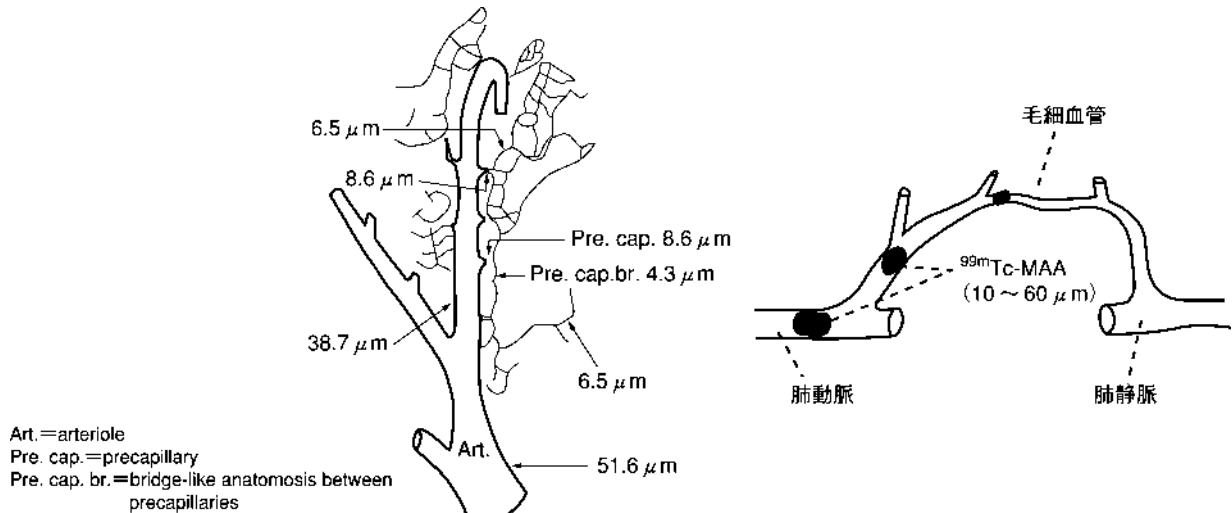 6.5 μm
8.6 μm
Pre. cap. 8.6 μm
Pre. cap.br. 4.3 μm
38.7 μm
6.5 μm
Art.
51.6 μm
Art.=arteriole
Pre. cap.=precapillary
Pre. cap. br.=bridge-like anatomosis between
precapillaries
毛細血管
99mTc-MAA
(10～60 μm)
肺動脈
肺静脈